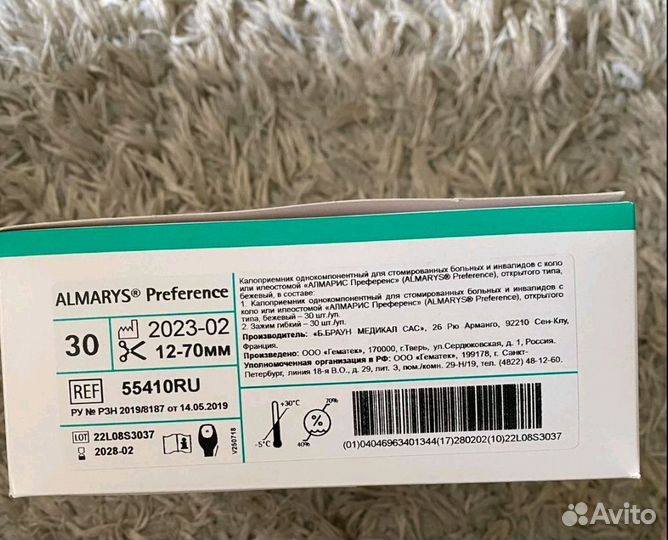 ALMARYS® Preference
30
2023-02
12-70мм
REF 55410RU
РУ № РЗН 2019/8187 от 14.05.2019
LOT 22L08S3037
2028-02
V250718
Калоприемник однокомпонентный для стомированных больных и инвалидов с коло
или илеостомой «АЛМАРИС Преференс» (ALMARYS® Preference), открытого типа,
бежевый, в составе:
1. Калоприемник однокомпонентный для стомированных больных и инвалидов с
коло или илеостомой «АЛМАРИС Преференс» (ALMARYS® Preference), открытого
типа, бежевый – 30 шт./уп.
2. Зажим гибкий – 30 шт./уп.
Производитель: «Б.БРАУН МЕДИКАЛ САС», 26 Рю Арманго, 92210 Сен-Клу,
Франция.
Произведено: ООО «Гематек», 170000, г.Тверь, ул.Сердюковская, д. 1, Россия.
Уполномоченная организация в РФ: ООО «Гематек», 199178, г. Санкт-
Петербург, линия 18-я В.О., д. 29, лит. З, пом./комн. 29-Н/19, тел. (4822) 48-12-60.
+30°C
-5°C
70%
40%
(01)04046963401344(17)280202(10)22L08S3037
Avito